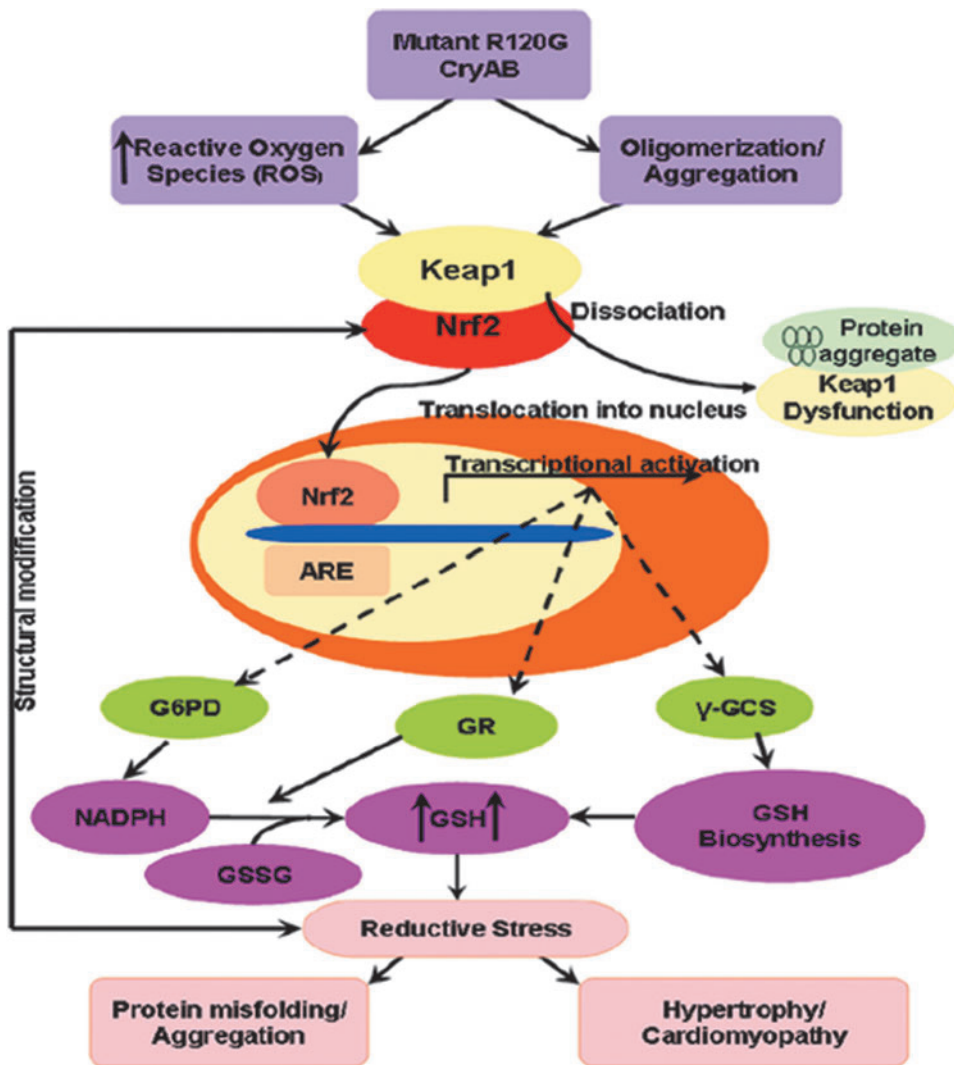 Mutant R120G
CryAB
Reactive Oxygen
Species (ROS)
Oligomerization/
Aggregation
Keap1
Nrf2
Dissociation
Protein
aggregate
Keap1
Dysfunction
Translocation into nucleus
Transcriptional activation
Nrf2
ARE
Structural modification
G6PD
GR
γ-GCS
NADPH
GSH
GSH
Biosynthesis
GSSG
Reductive Stress
Protein misfolding/
Aggregation
Hypertrophy/
Cardiomyopathy